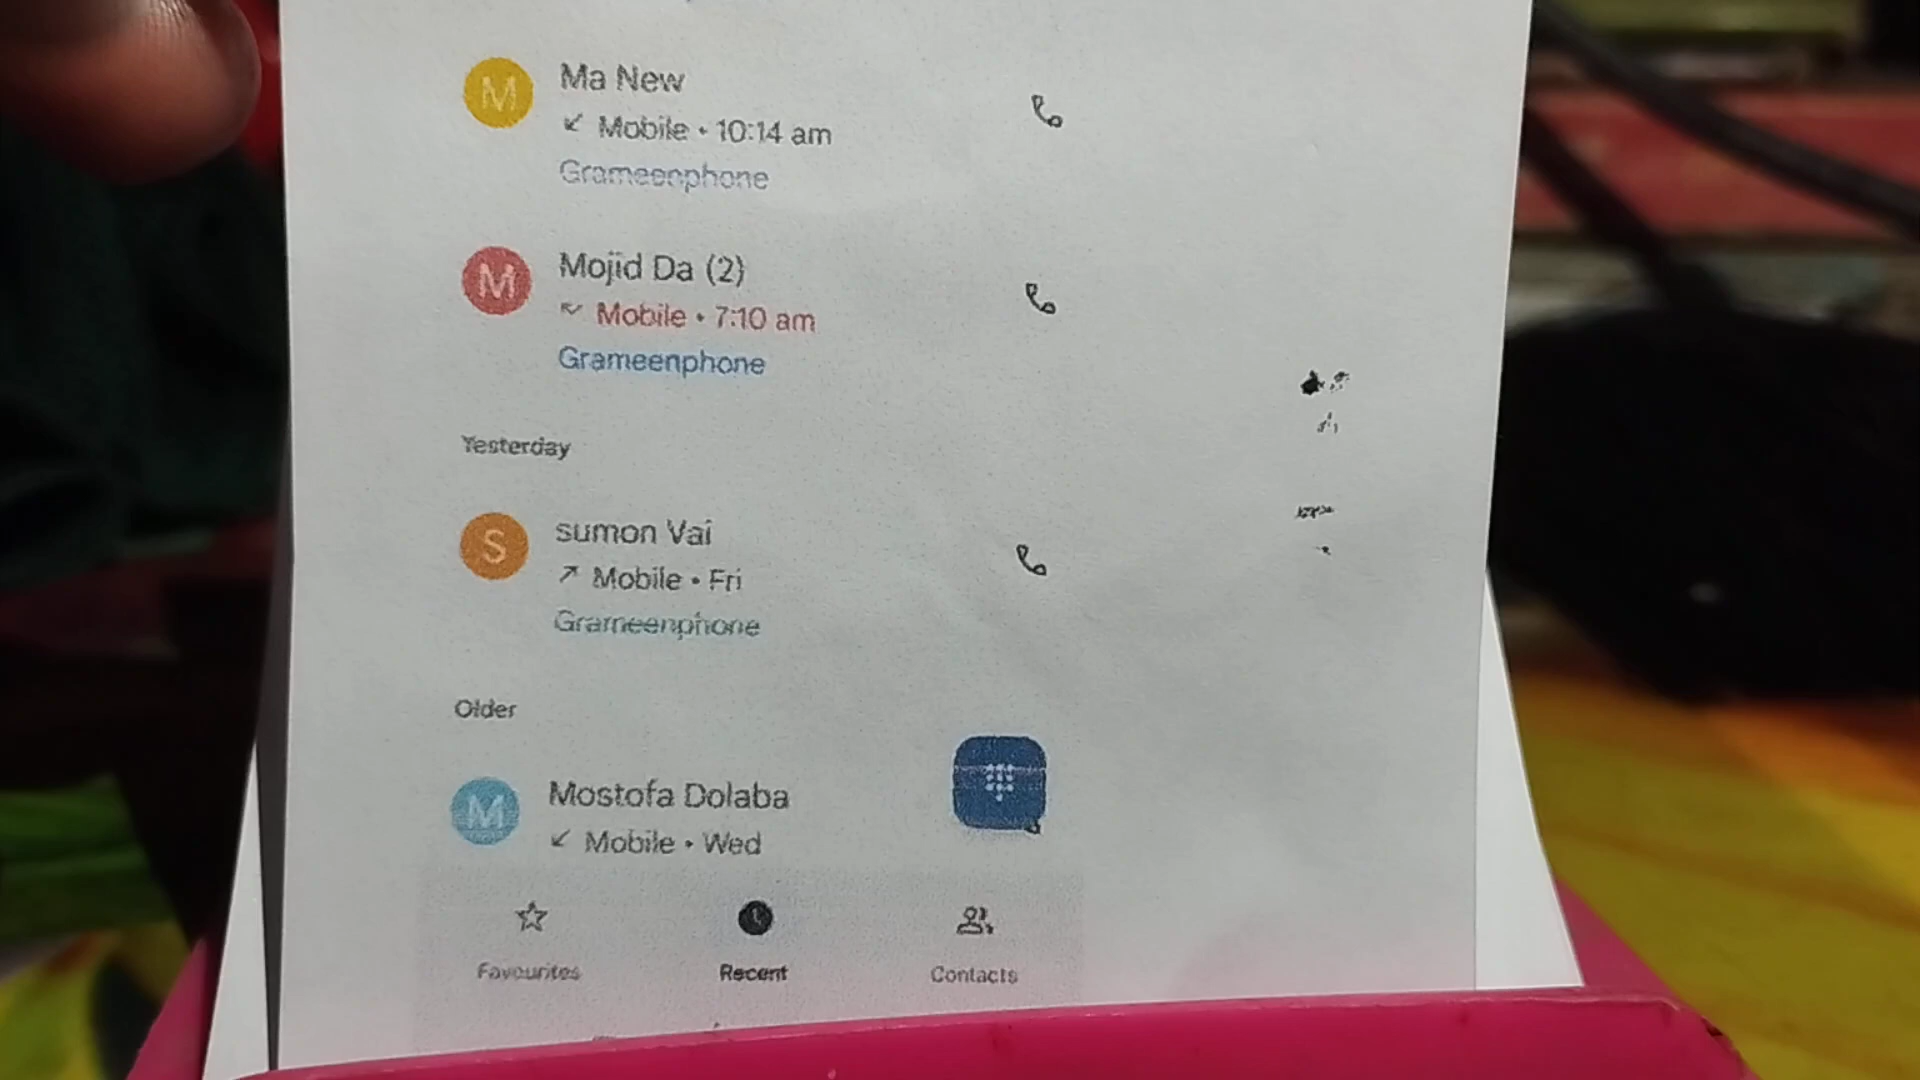 M Ma New
Mobile • 10:14 am
Grameenphone
M Mojid Da (2)
Mobile • 7:10 am
Grameenphone
Yesterday
S sumon Vai
Mobile • Fri
Grameenphone
Older
M Mostofa Dolaba
Mobile • Wed
Favourites Recent Contacts